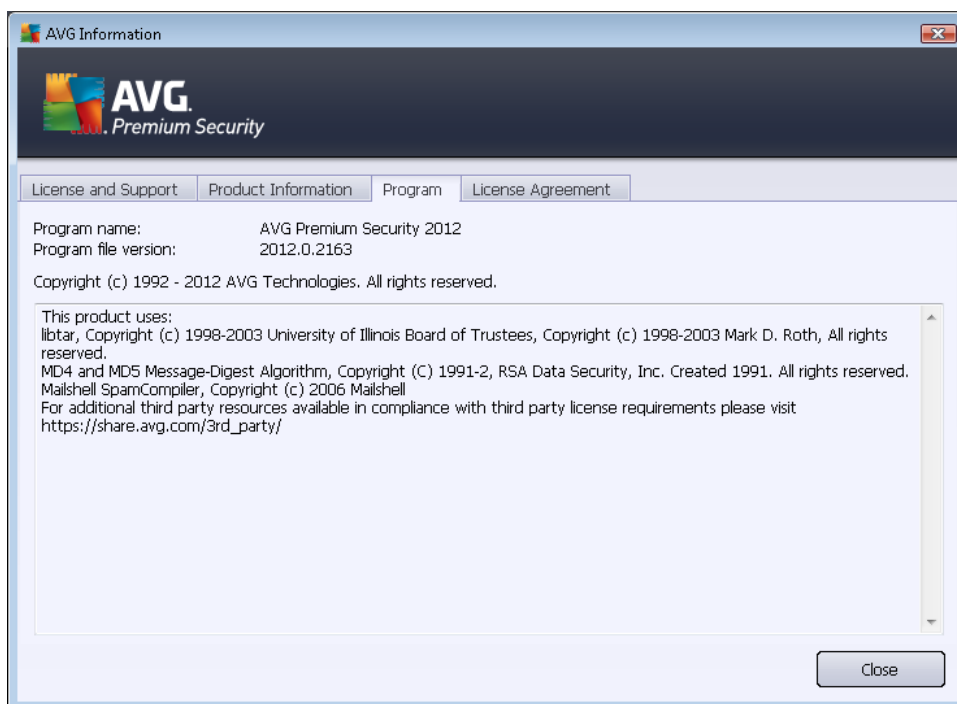 AVG Information
AVG.
Premium Security
License and Support Product Information Program License Agreement
Program name: AVG Premium Security 2012
Program file version: 2012.0.2163
Copyright (c) 1992 - 2012 AVG Technologies. All rights reserved.
This product uses:
libtar, Copyright (c) 1998-2003 University of Illinois Board of Trustees, Copyright (c) 1998-2003 Mark D. Roth, All rights
reserved.
MD4 and MD5 Message-Digest Algorithm, Copyright (C) 1991-2, RSA Data Security, Inc. Created 1991. All rights reserved.
Mailshell SpamCompiler, Copyright (c) 2006 Mailshell
For additional third party resources available in compliance with third party license requirements please visit
https://share.avg.com/3rd_party/
Close